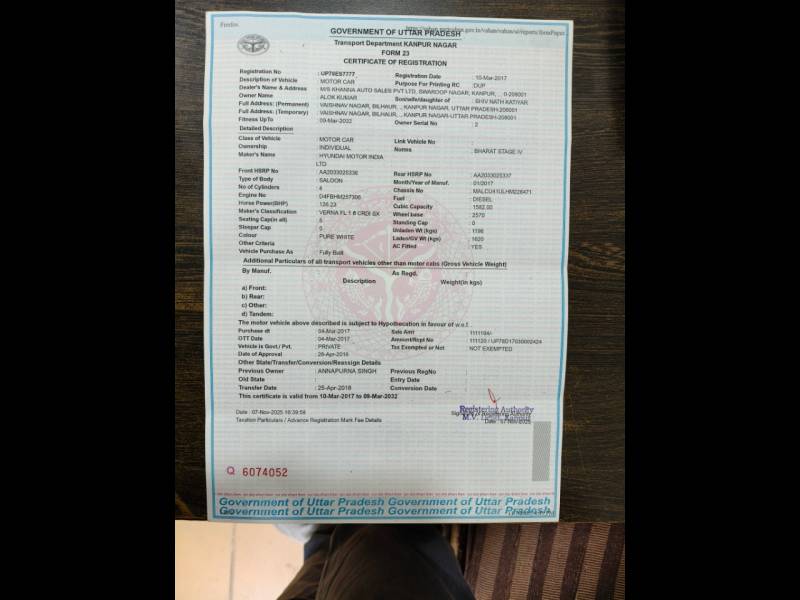 GOVERNMENT OF UTTAR PRADESH
Transport Department KANPUR NAGAR
FORM 23
CERTIFICATE OF REGISTRATION
Registration No : UP78ES7777 Registration Date : 10-Mar-2017
Description of Vehicle : MOTOR CAR Purpose For Printing RC : DUP
Dealer's Name & Address : M/S KHANNA AUTO SALES PVT LTD, SWAROOP NAGAR, KANPUR, , , 0-208001
Owner Name : ALOK KUMAR Son/wife/daughter of : SHIV NATH KATIYAR
Full Address: (Permanent) : VAISHNAV NAGAR, BILHAUR, ., KANPUR NAGAR, UTTAR PRADESH-208001
Full Address: (Temporary) : VAISHNAV NAGAR, BILHAUR, ., KANPUR NAGAR-UTTAR PRADESH-208001
Fitness UpTo : 09-Mar-2032 Owner Serial No : 2
Detailed Description
Class of Vehicle : MOTOR CAR Link Vehicle No :
Ownership : INDIVIDUAL Norms : BHARAT STAGE IV
Maker's Name : HYUNDAI MOTOR INDIA
LTD
Front HSRP No : AA2033025336 Rear HSRP No : AA2033025337
Type of Body : SALOON Month/Year of Manuf. : 01/2017
No of Cylinders : 4 Chassis No : MALCU41ULHM226471
Engine No : D4FBHM257306 Fuel : DIESEL
Horse Power(BHP) : 126.23 Cubic Capacity : 1582.00
Maker's Classification : VERNA FL 1.6 CRDI SX Wheel base : 2570
Seating Cap(in all) : 5 Standing Cap : 0
Sleeper Cap : 0 Unladen Wt (kgs) : 1196
Colour : PURE WHITE Laden/GV Wt (kgs) : 1620
Other Criteria : AC Fitted : YES
Vehicle Purchase As : Fully Built
Additional Particulars of all transport vehicles other than motor cabs (Gross Vehicle Weight)
By Manuf. As Regd.
Description Weight(in kgs)
a) Front:
b) Rear:
c) Other:
d) Tandem:
The motor vehicle above described is subject to Hypothecation in favour of w.e.f. .
Purchase dt : 04-Mar-2017 Sale Amt : 1111194/-
OTT Date : 04-Mar-2017 Amount/Rcpt No : 111120 / UP78D17030002424
Vehicle is Govt./ Pvt. : PRIVATE Tax Exempted or Not : NOT EXEMPTED
Date of Approval : 28-Apr-2018
Other State/Transfer/Conversion/Reassign Details
Previous Owner : ANNAPURNA SINGH Previous RegNo :
Old State : Entry Date :
Transfer Date : 25-Apr-2018 Conversion Date :
This certificate is valid from 10-Mar-2017 to 09-Mar-2032
Registering Authority
Date : 07-Nov-2025 16:39:58
Taxation Particulars / Advance Registration Mark Fee Details
Date : 07-Nov-2025
Q 6074052
Government of Uttar Pradesh Government of Uttar Pradesh
Government of Uttar Pradesh Government of Uttar Pradesh